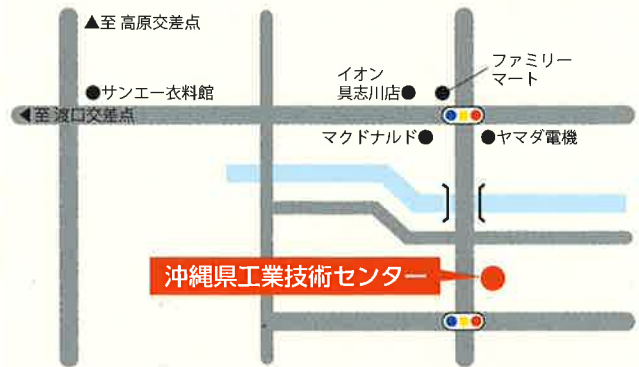 ▲至 高原交差点
ファミリー
マート
イオン
具志川店●
●サンエー衣料館
◀至 渡口交差点
マクドナルド●
●ヤマダ電機
沖縄県工業技術センター